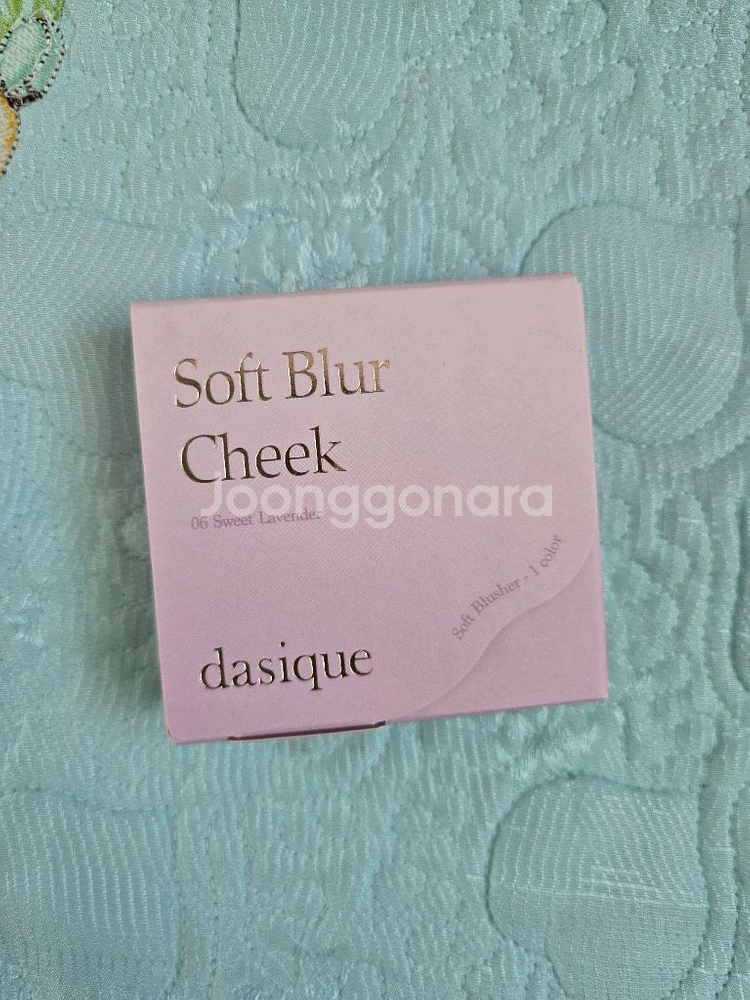 Soft Blur
Cheek
Joonggonara
06 Sweet Lavender
Soft Blusher - 1 color
dasique